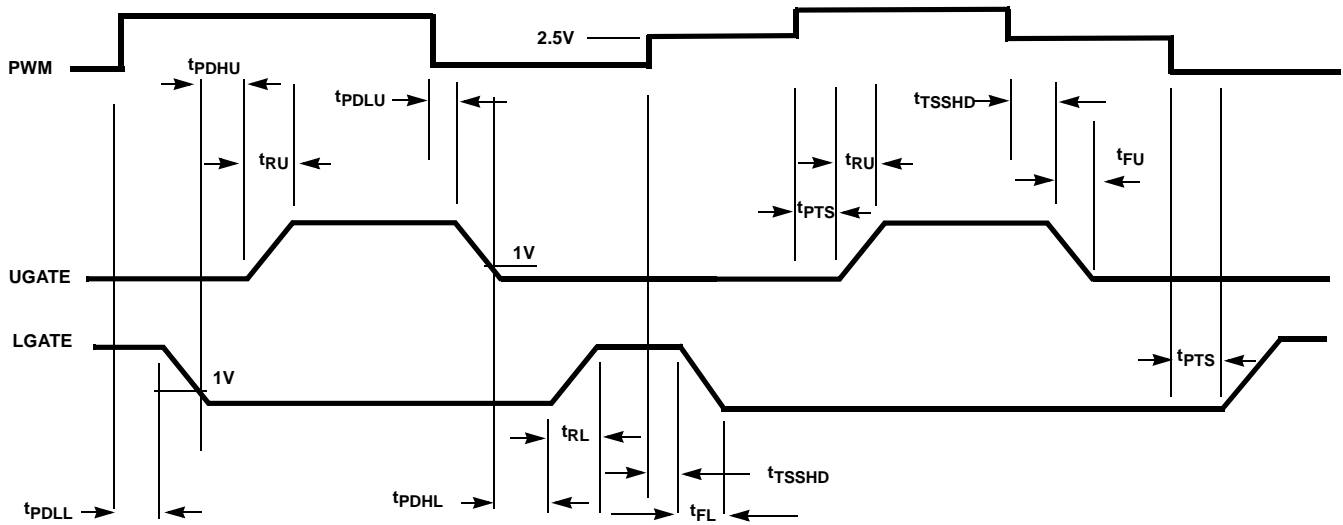 2.5V
PWM
tPDHU
tPDLU
tTSSHD
tRU
tRU
tFU
tPTS
1V
UGATE
LGATE
tPTS
1V
tRL
tTSSHD
tPDHL
tPDLL
tFL